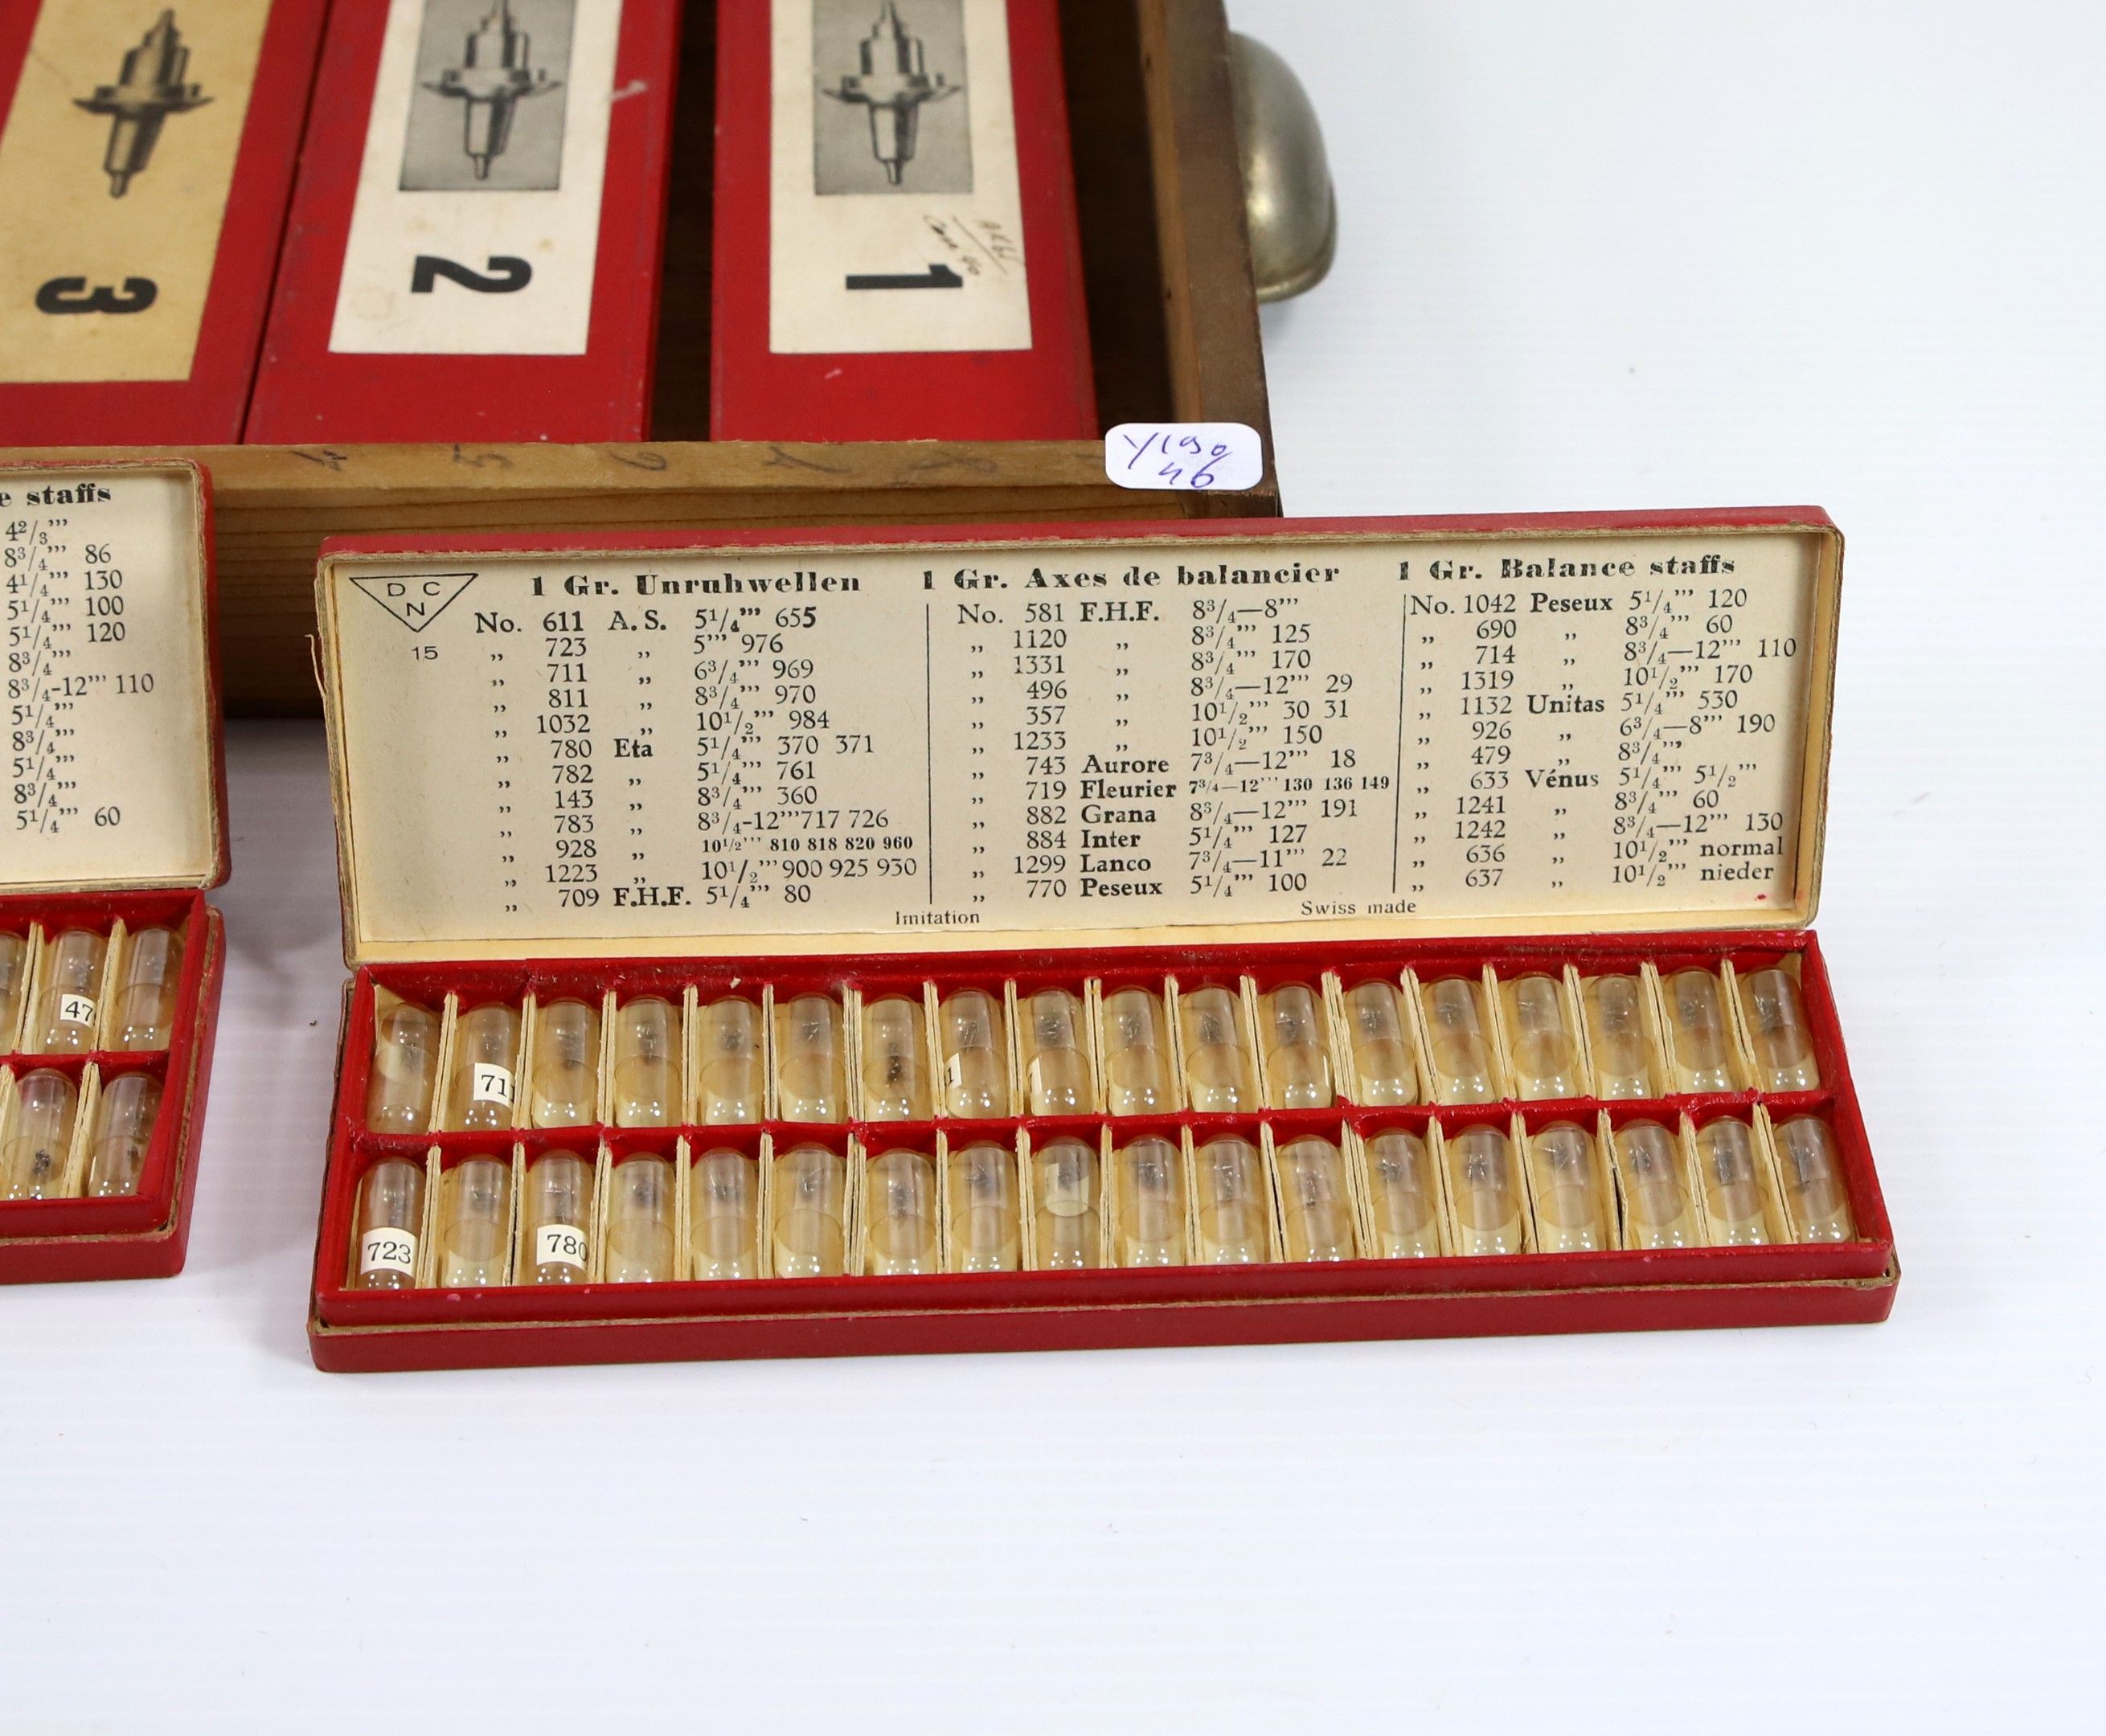 3
2
1
4 5 6 7 8
e staffs
4²/₃'''
8³/₄''' 86
4¹/₄''' 130
5¹/₄''' 100
5¹/₄''' 120
8³/₄'''
8³/₄-12''' 110
5¹/₄'''
8³/₄'''
5¹/₄'''
8³/₄'''
5¹/₄''' 60
47
D C
N
15
1 Gr. Unruhwellen
No. 611 A. S. 5¹/₄''' 655
,, 723 ,, 5''' 976
,, 711 ,, 6³/₄''' 969
,, 811 ,, 8³/₄''' 970
,, 1032 ,, 10¹/₂''' 984
,, 780 Eta 5¹/₄''' 370 371
,, 782 ,, 5¹/₄''' 761
,, 143 ,, 8³/₄''' 360
,, 783 ,, 8³/₄-12''' 717 726
,, 928 ,, 10¹/₂''' 810 818 820 960
,, 1223 ,, 10¹/₂''' 900 925 930
,, 709 F.H.F. 5¹/₄''' 80
1 Gr. Axes de balancier
No. 581 F.H.F. 8³/₄—8'''
,, 1120 ,, 8³/₄''' 125
,, 1331 ,, 8³/₄''' 170
,, 496 ,, 8³/₄—12''' 29
,, 357 ,, 10¹/₂''' 30 31
,, 1233 ,, 10¹/₂''' 150
,, 743 Aurore 7³/₄—12''' 18
,, 719 Fleurier 7³/₄—12''' 130 136 149
,, 882 Grana 8³/₄—12''' 191
,, 884 Inter 5¹/₄''' 127
,, 1299 Lanco 7³/₄—11''' 22
,, 770 Peseux 5¹/₄''' 100
1 Gr. Balance staffs
No. 1042 Peseux 5¹/₄''' 120
,, 690 ,, 8³/₄''' 60
,, 714 ,, 8³/₄—12''' 110
,, 1319 ,, 10¹/₂''' 170
,, 1132 Unitas 5¹/₄''' 530
,, 926 ,, 6³/₄—8''' 190
,, 479 ,, 8³/₄'''
,, 633 Vénus 5¹/₄''' 5¹/₂'''
,, 1241 ,, 8³/₄''' 60
,, 1242 ,, 8³/₄—12''' 130
,, 636 ,, 10¹/₂''' normal
,, 637 ,, 10¹/₂''' nieder
Imitation Swiss made
711
723
780